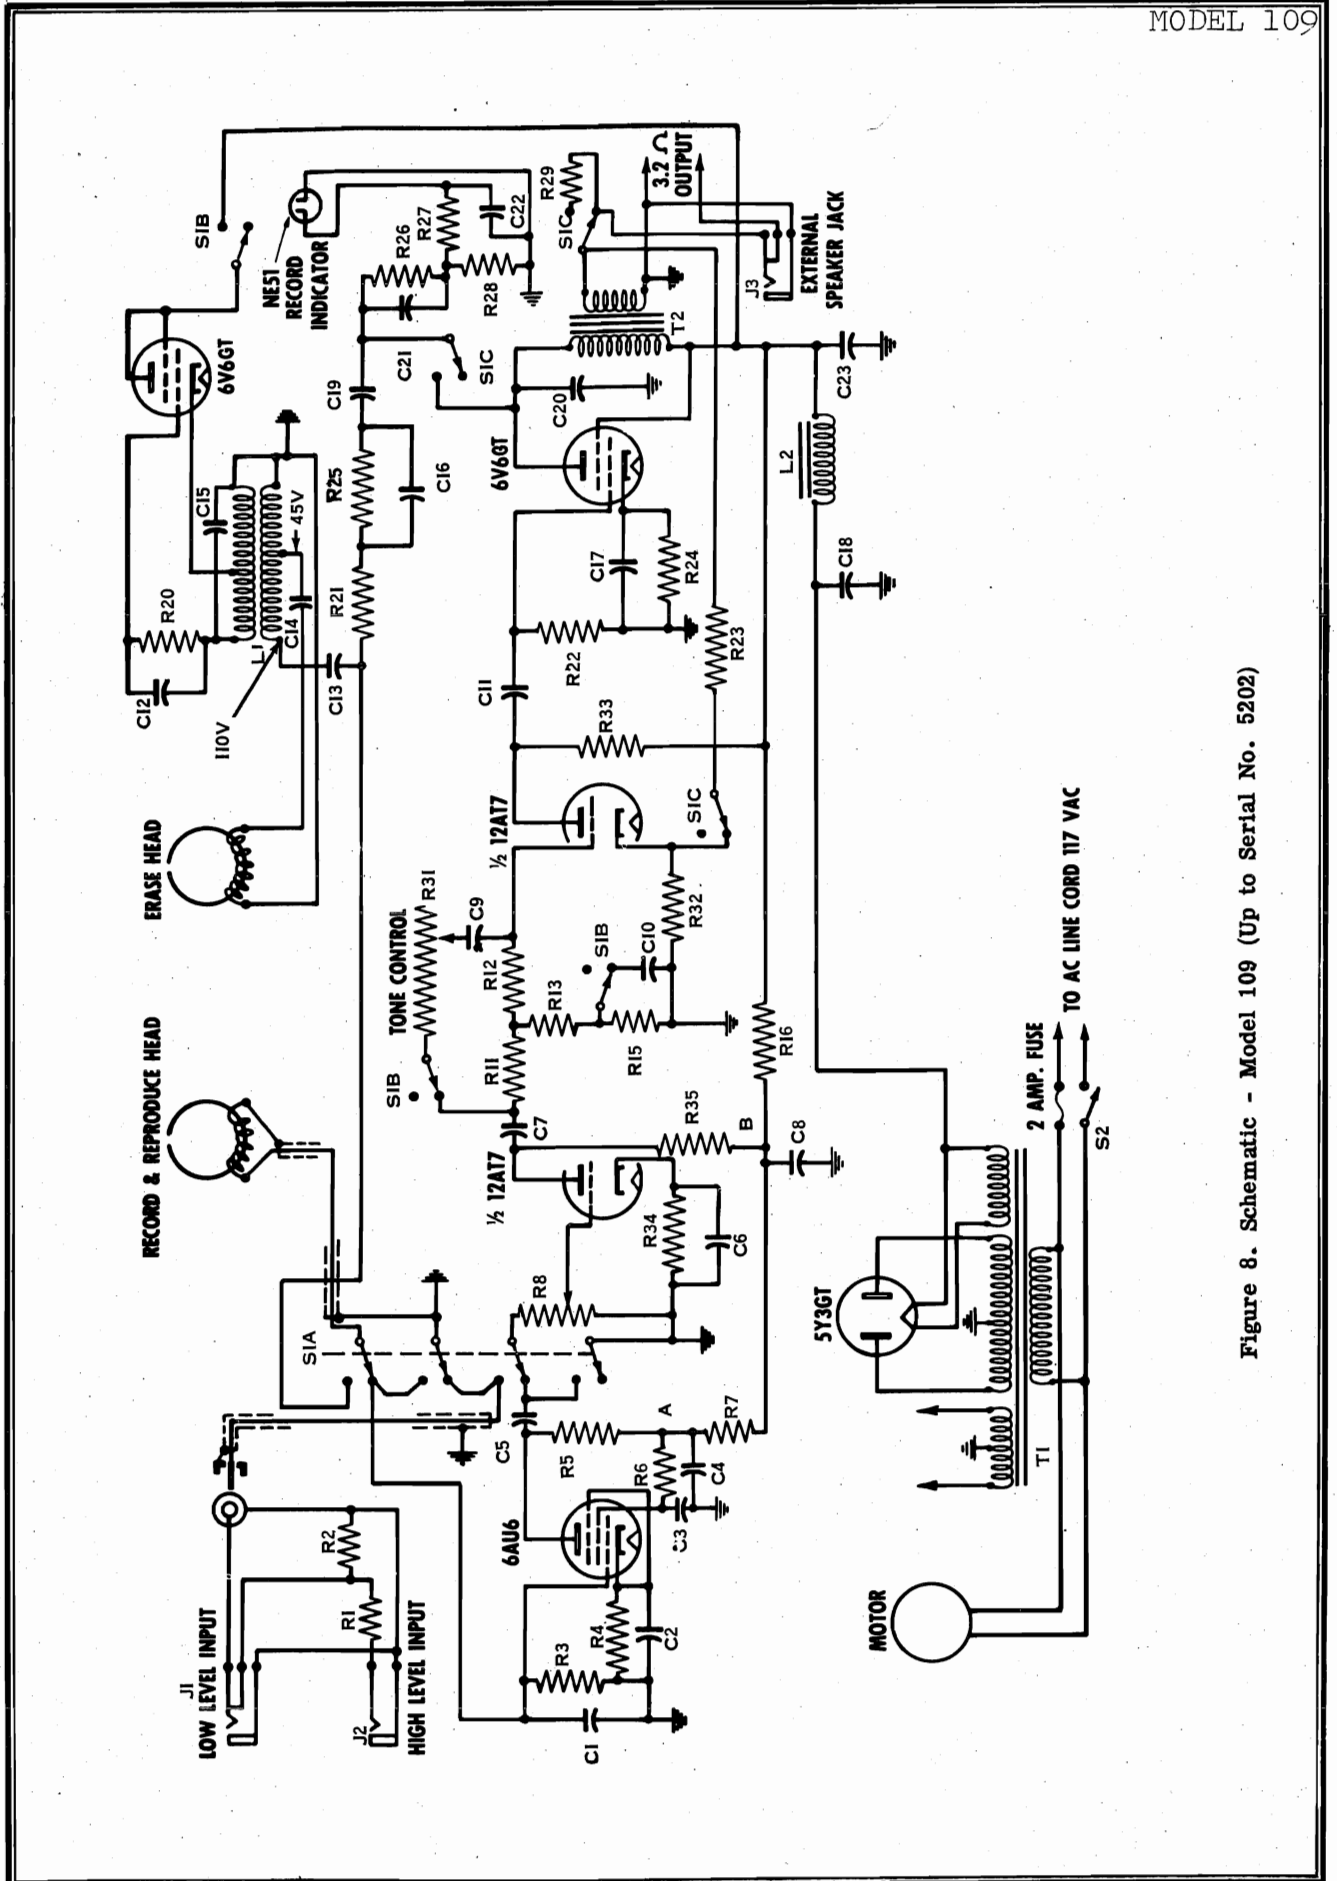 MODEL 109
J1
LOW LEVEL INPUT
R2
R1
J2
HIGH LEVEL INPUT
RECORD & REPRODUCE HEAD
ERASE HEAD
110V
C12
R20
L1
C14
45V
C15
6V6GT
S1B
NE51
RECORD
INDICATOR
C13
R21
R25
C16
C19
C21
S1C
R26
R27
R28
C22
S1A
S1B
TONE CONTROL
R31
C9
C1
R3
R4
C2
6AU6
C3
R6
C4
R5
C5
A
R7
R8
R34
C6
½ 12AT7
C7
R35
B
C8
R11
R12
R13
R15
S1B
C10
R32
R16
½ 12AT7
S1C
R33
C11
R22
C17
R24
R23
6V6GT
C20
T2
S1C
R29
3.2 Ω
OUTPUT
J3
EXTERNAL
SPEAKER JACK
L2
C18
C23
MOTOR
T1
5Y3GT
2 AMP. FUSE
S2
TO AC LINE CORD 117 VAC
Figure 8. Schematic - Model 109 (Up to Serial No. 5202)